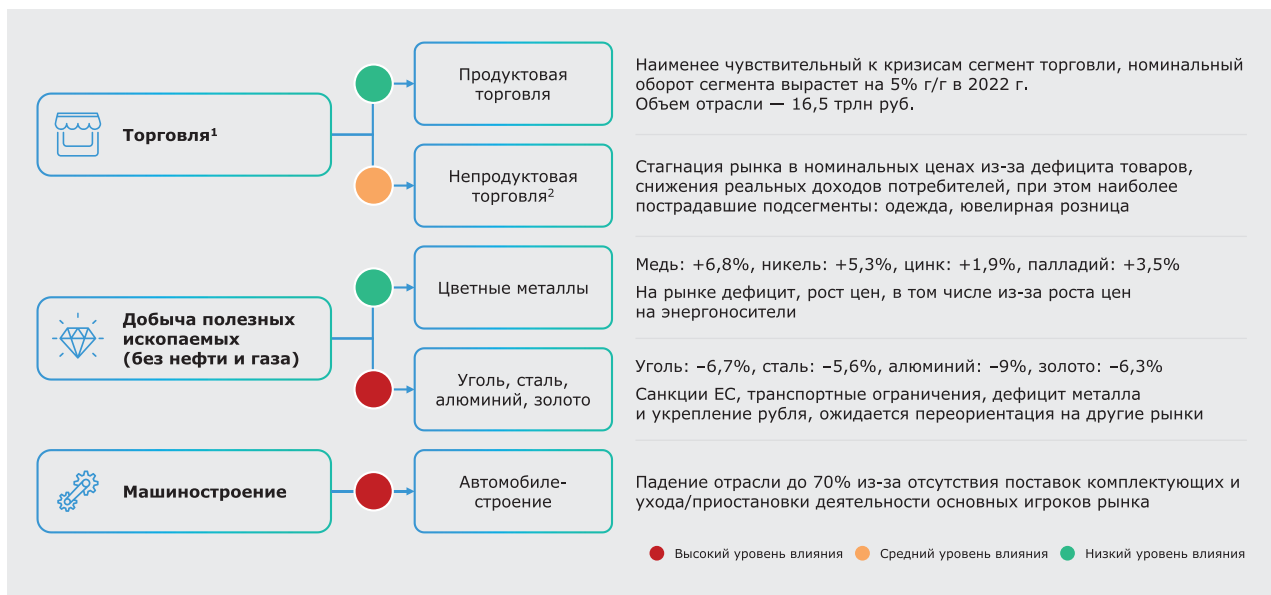 Торговля¹
Продуктовая
торговля
Наименее чувствительный к кризисам сегмент торговли, номинальный
оборот сегмента вырастет на 5% г/г в 2022 г.
Объем отрасли — 16,5 трлн руб.
Непродуктовая
торговля²
Стагнация рынка в номинальных ценах из-за дефицита товаров,
снижения реальных доходов потребителей, при этом наиболее
пострадавшие подсегменты: одежда, ювелирная розница
Добыча полезных
ископаемых
(без нефти и газа)
Цветные металлы
Медь: +6,8%, никель: +5,3%, цинк: +1,9%, палладий: +3,5%
На рынке дефицит, рост цен, в том числе из-за роста цен
на энергоносители
Уголь, сталь,
алюминий, золото
Уголь: –6,7%, сталь: –5,6%, алюминий: –9%, золото: –6,3%
Санкции ЕС, транспортные ограничения, дефицит металла
и укрепление рубля, ожидается переориентация на другие рынки
Машиностроение
Автомобиле-
строение
Падение отрасли до 70% из-за отсутствия поставок комплектующих и
ухода/приостановки деятельности основных игроков рынка
Высокий уровень влияния
Средний уровень влияния
Низкий уровень влияния